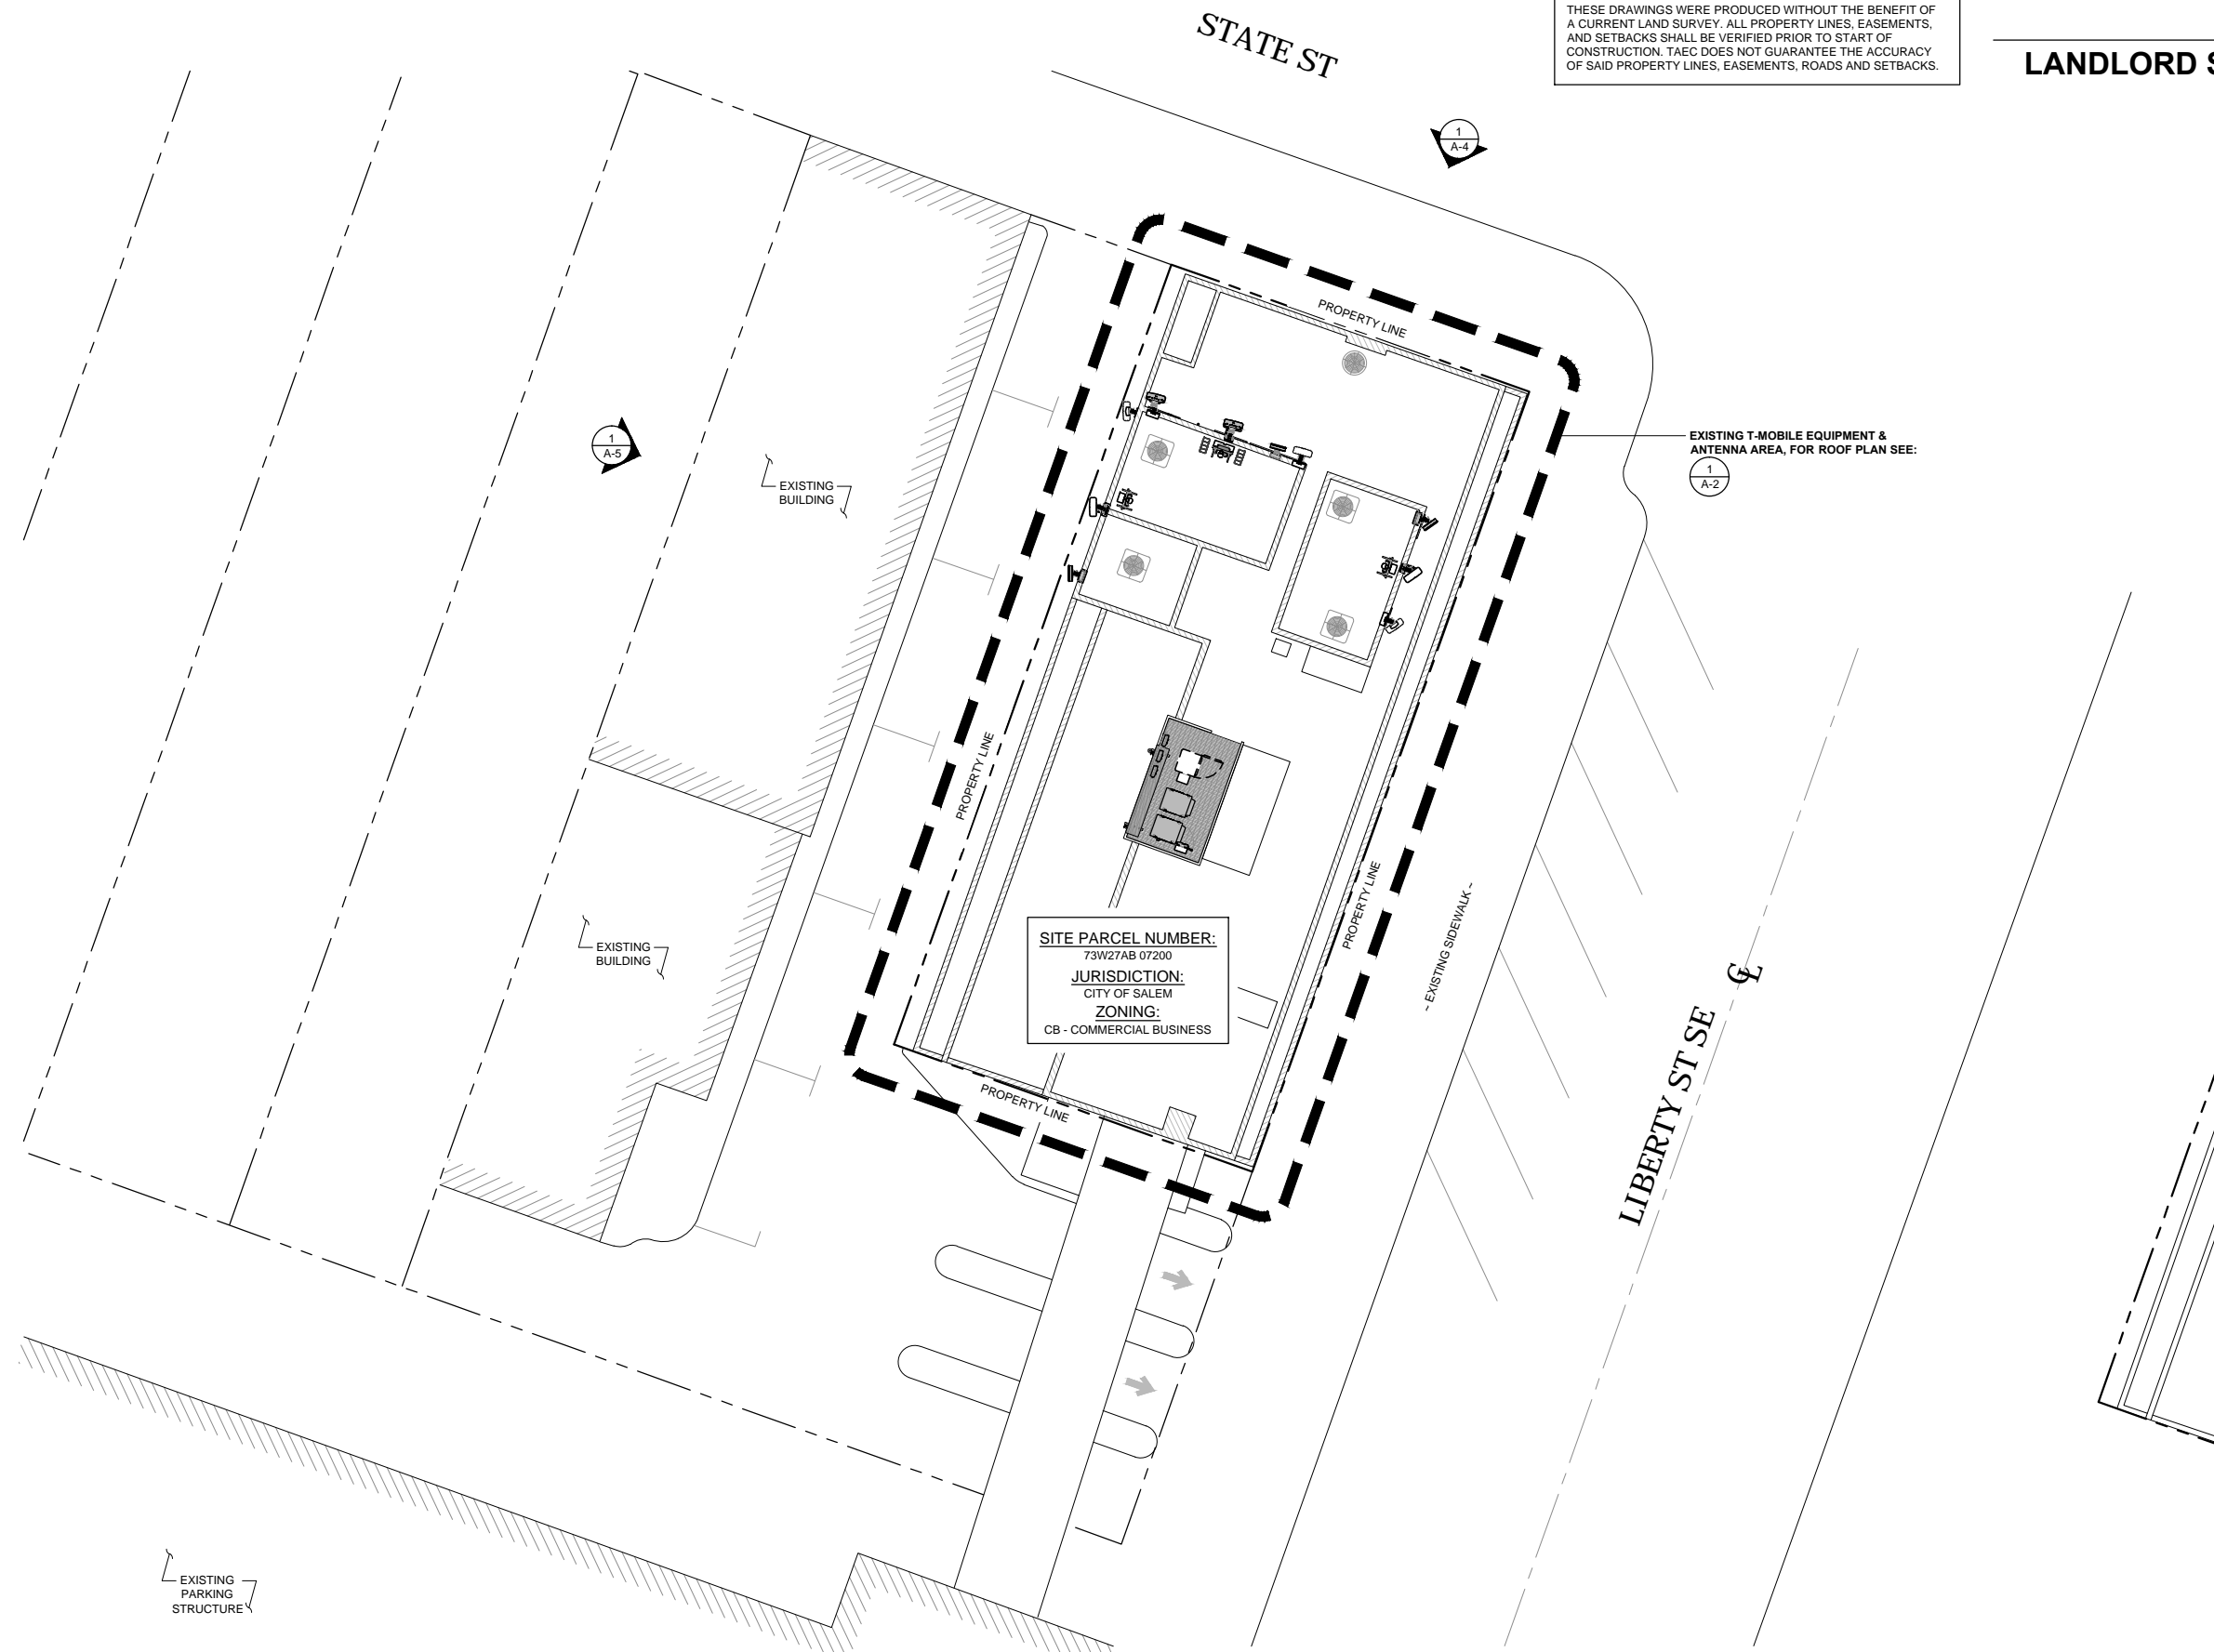 STATE ST
THESE DRAWINGS WERE PRODUCED WITHOUT THE BENEFIT OF
A CURRENT LAND SURVEY. ALL PROPERTY LINES, EASEMENTS,
AND SETBACKS SHALL BE VERIFIED PRIOR TO START OF
CONSTRUCTION. TAEC DOES NOT GUARANTEE THE ACCURACY
OF SAID PROPERTY LINES, EASEMENTS, ROADS AND SETBACKS.
LANDLORD S
1
A-4
PROPERTY LINE
1
A-5
EXISTING
BUILDING
EXISTING T-MOBILE EQUIPMENT &
ANTENNA AREA, FOR ROOF PLAN SEE:
1
A-2
PROPERTY LINE
PROPERTY LINE
- EXISTING SIDEWALK -
EXISTING
BUILDING
SITE PARCEL NUMBER:
73W27AB 07200
JURISDICTION:
CITY OF SALEM
ZONING:
CB - COMMERCIAL BUSINESS
CL
LIBERTY ST SE
PROPERTY LINE
EXISTING
PARKING
STRUCTURE